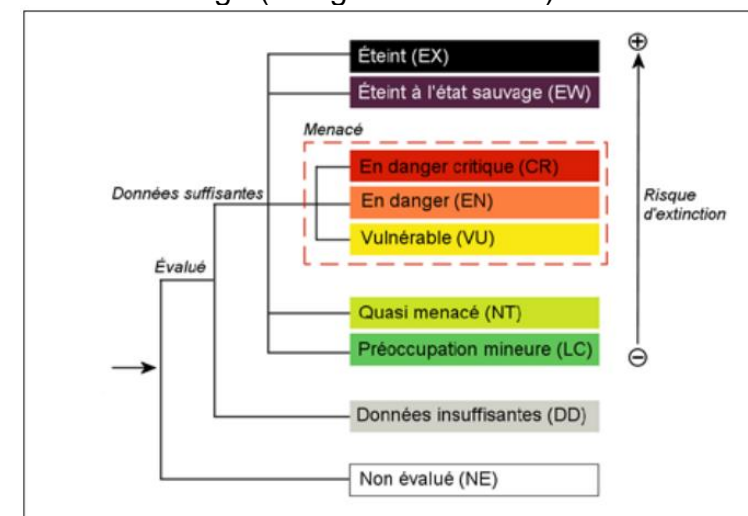 Éteint (EX)
Éteint à l'état sauvage (EW)
Menacé
En danger critique (CR)
Données suffisantes
En danger (EN)
Risque
d'extinction
Vulnérable (VU)
Évalué
Quasi menacé (NT)
Préoccupation mineure (LC)
Données insuffisantes (DD)
Non évalué (NE)